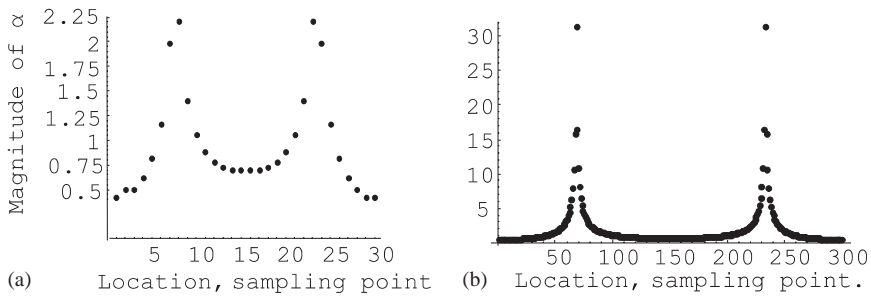 Magnitude of α
2.25
2
1.75
1.5
1.25
1
0.75
0.5
5 10 15 20 25 30
(a) Location, sampling point
30
25
20
15
10
5
50 100 150 200 250 300
(b) Location, sampling point.